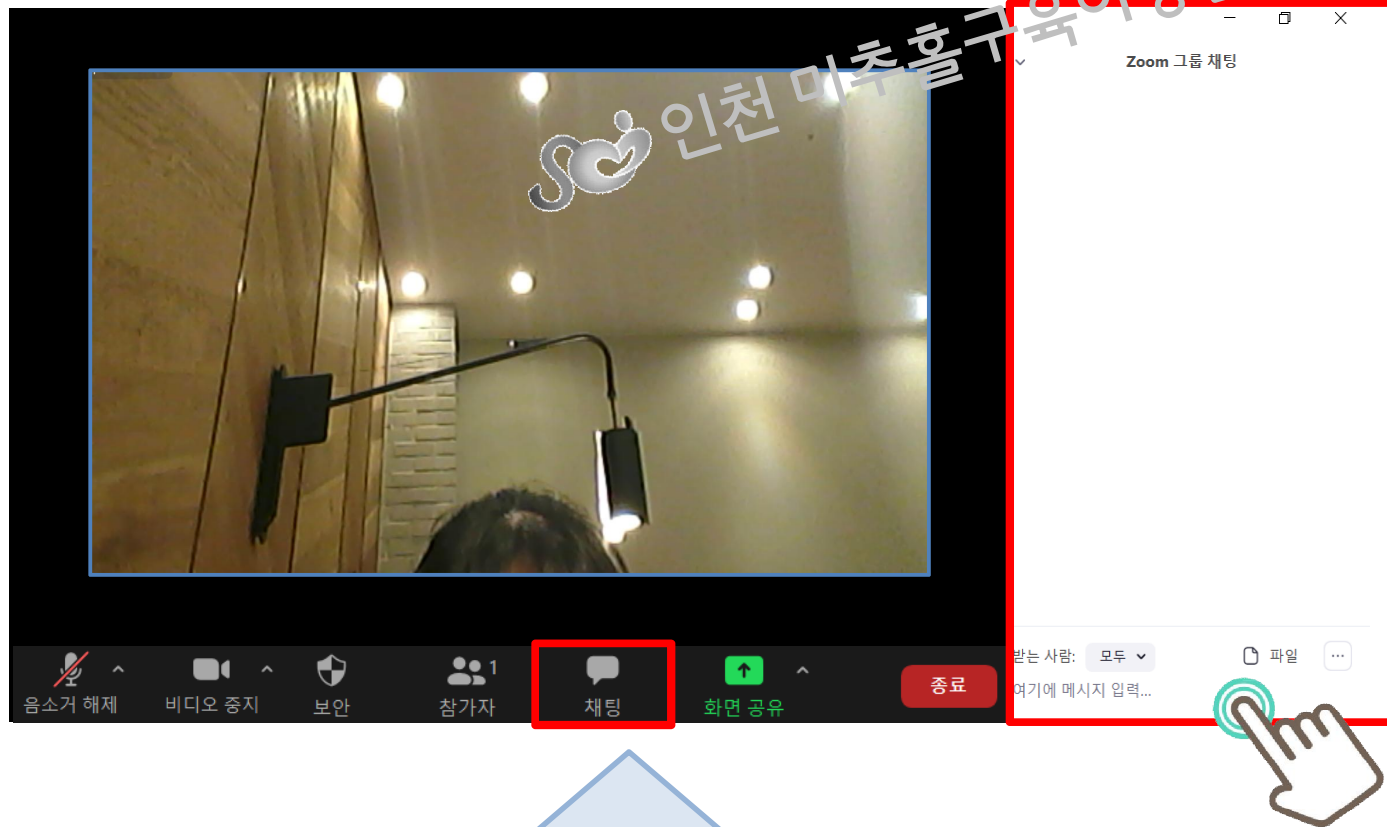 인천 미추홀구육아
Zoom 그룹 채팅
받는 사람: 모두
파일
여기에 메시지 입력...
1
음소거 해제
비디오 중지
보안
참가자
채팅
화면 공유
종료